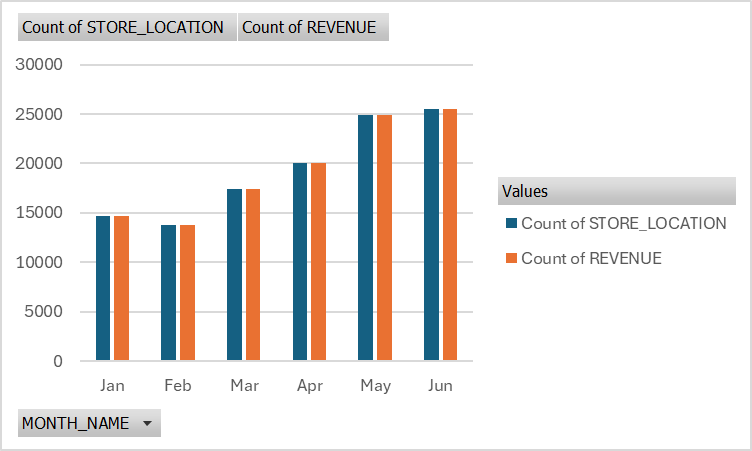 Count of STORE_LOCATION Count of REVENUE
30000
25000
20000
15000
10000
5000
0
Jan Feb Mar Apr May Jun
Values
Count of STORE_LOCATION
Count of REVENUE
MONTH_NAME